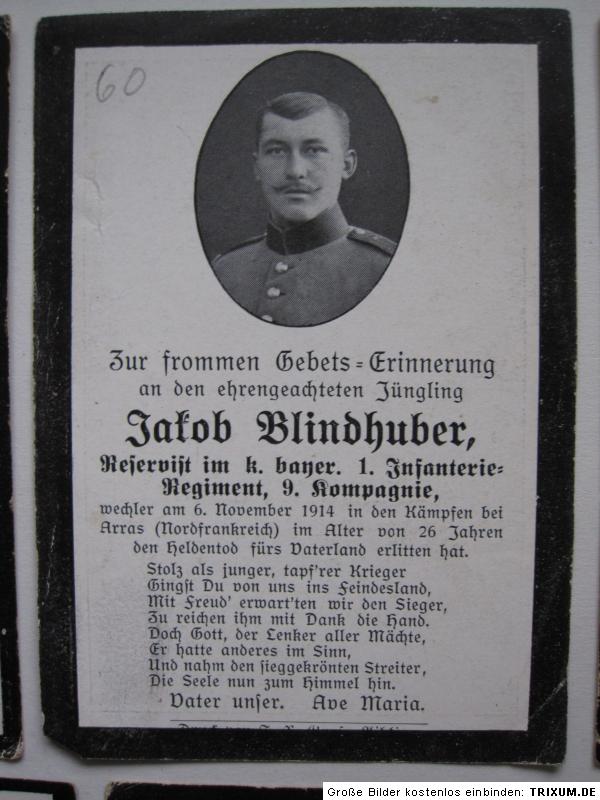 60
Zur frommen Gebets=Erinnerung
an den ehrengeachteten Jüngling
Jakob Blindhuber,
Reservist im k. bayer. 1. Infanterie=
Regiment, 9. Kompagnie,
wechler am 6. November 1914 in den Kämpfen bei
Arras (Nordfrankreich) im Alter von 26 Jahren
den Heldentod fürs Vaterland erlitten hat.
Stolz als junger, tapf'rer Krieger
Gingst Du von uns ins Feindesland,
Mit Freud' erwart'ten wir den Sieger,
Zu reichen ihm mit Dank die Hand.
Doch Gott, der Lenker aller Mächte,
Er hatte anderes im Sinn,
Und nahm den sieggekrönten Streiter,
Die Seele nun zum Himmel hin.
Vater unser. Ave Maria.
Große Bilder kostenlos einbinden: TRIXUM.DE